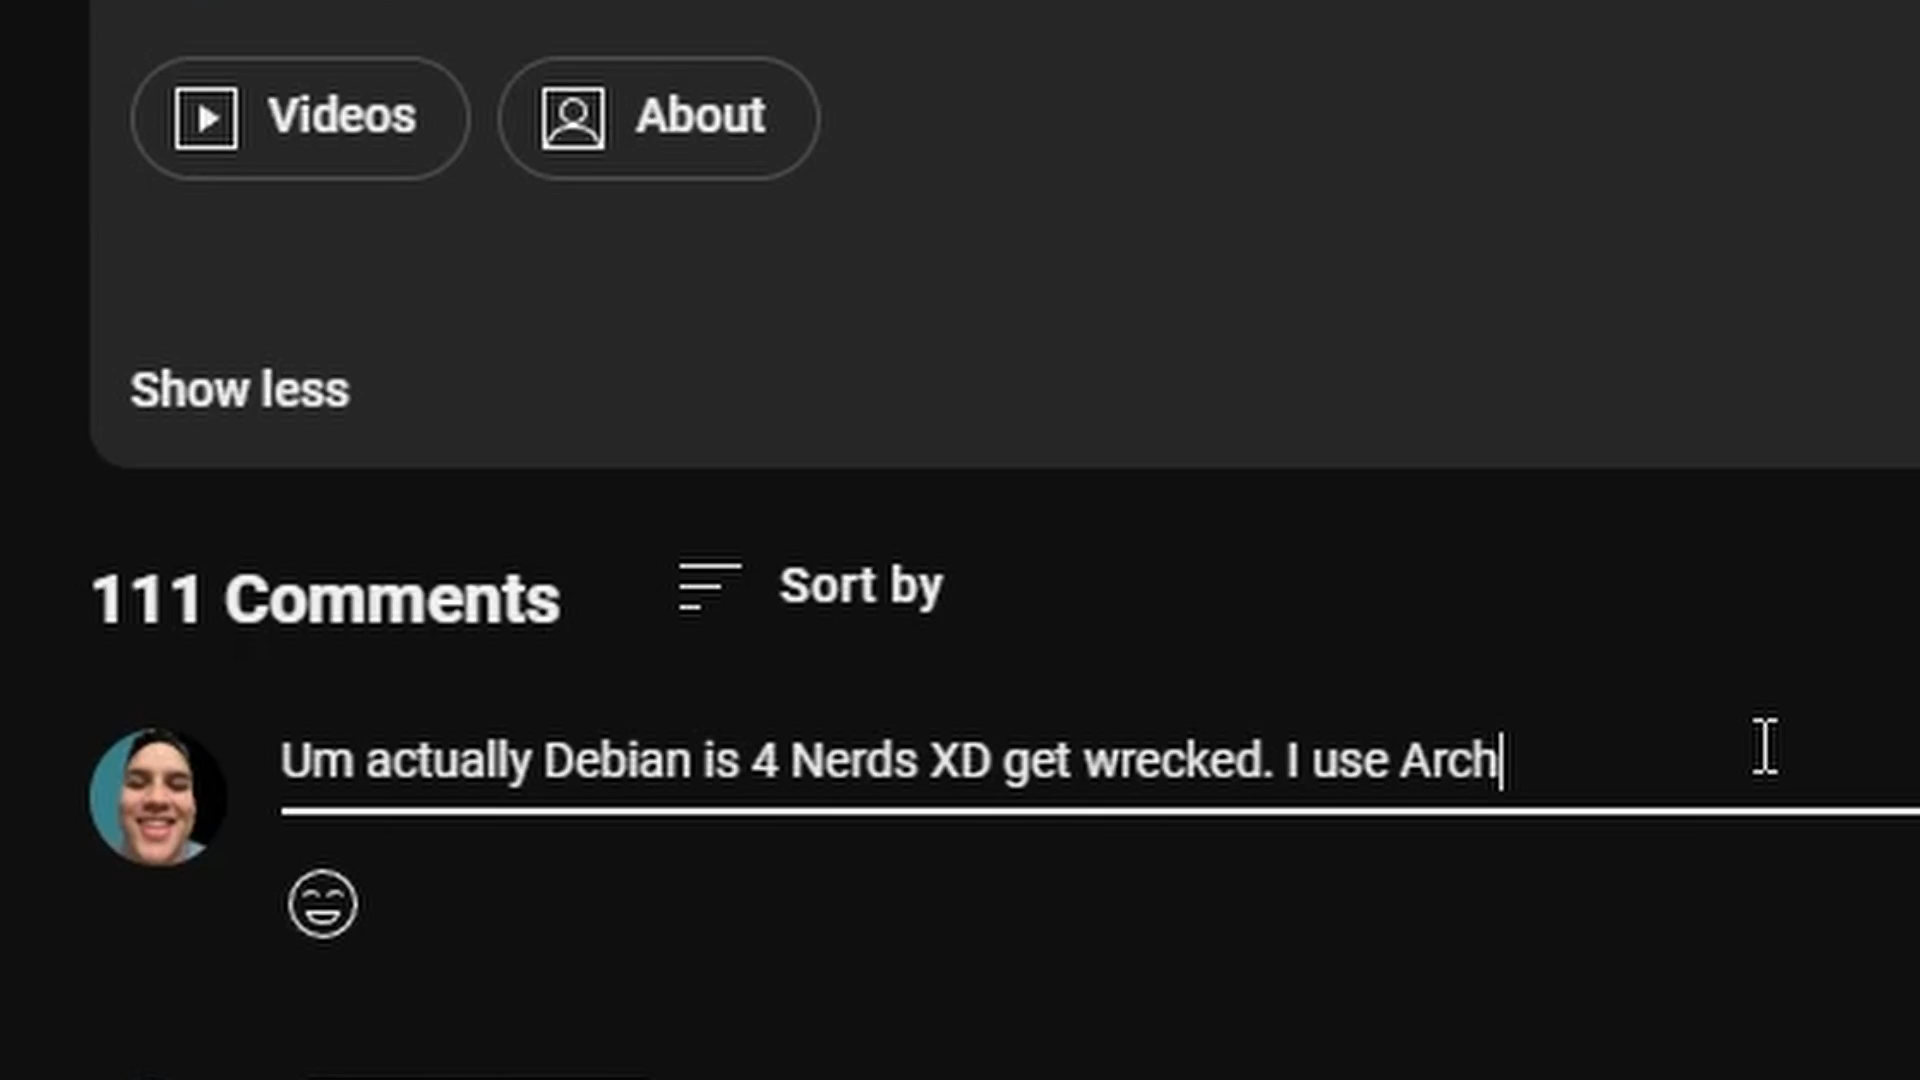 Videos
About
Show less
111 Comments
Sort by
Um actually Debian is 4 Nerds XD get wrecked. I use Arch